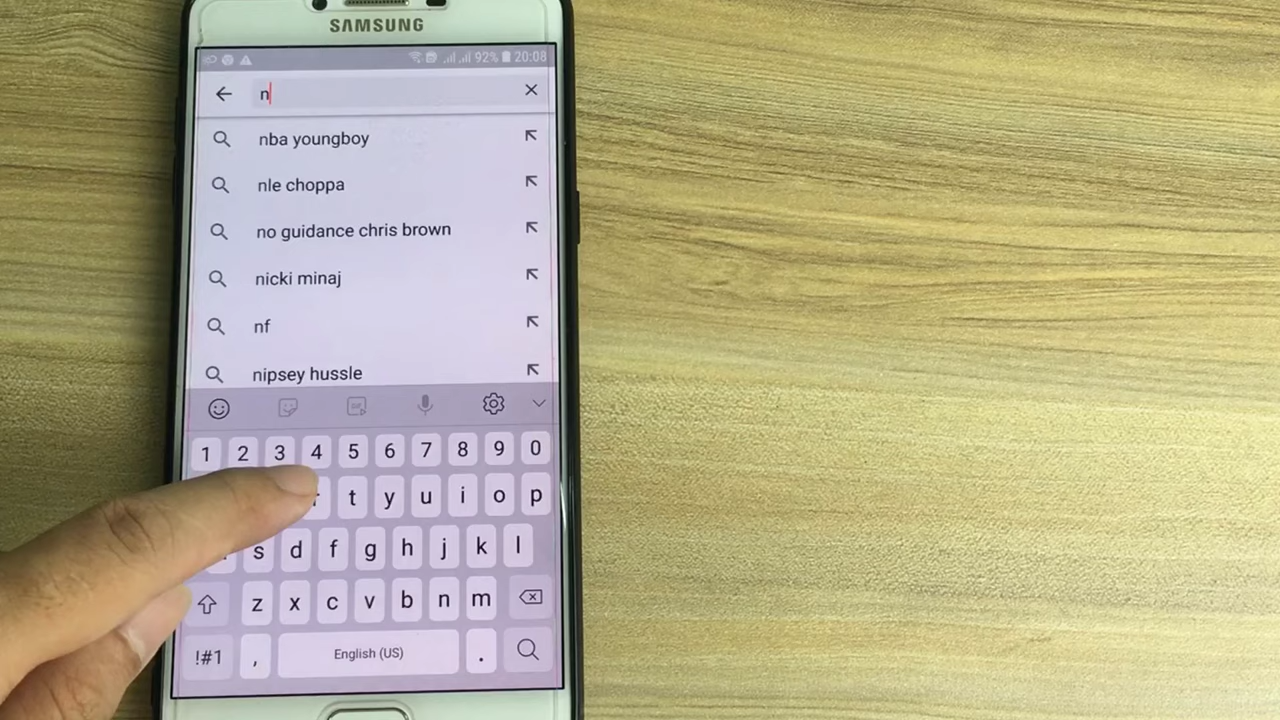 SAMSUNG
92% 20:08
n
nba youngboy
nle choppa
no guidance chris brown
nicki minaj
nf
nipsey hussle
GIF
1 2 3 4 5 6 7 8 9 0
r t y u i o p
s d f g h j k l
z x c v b n m
!#1 , English (US) .